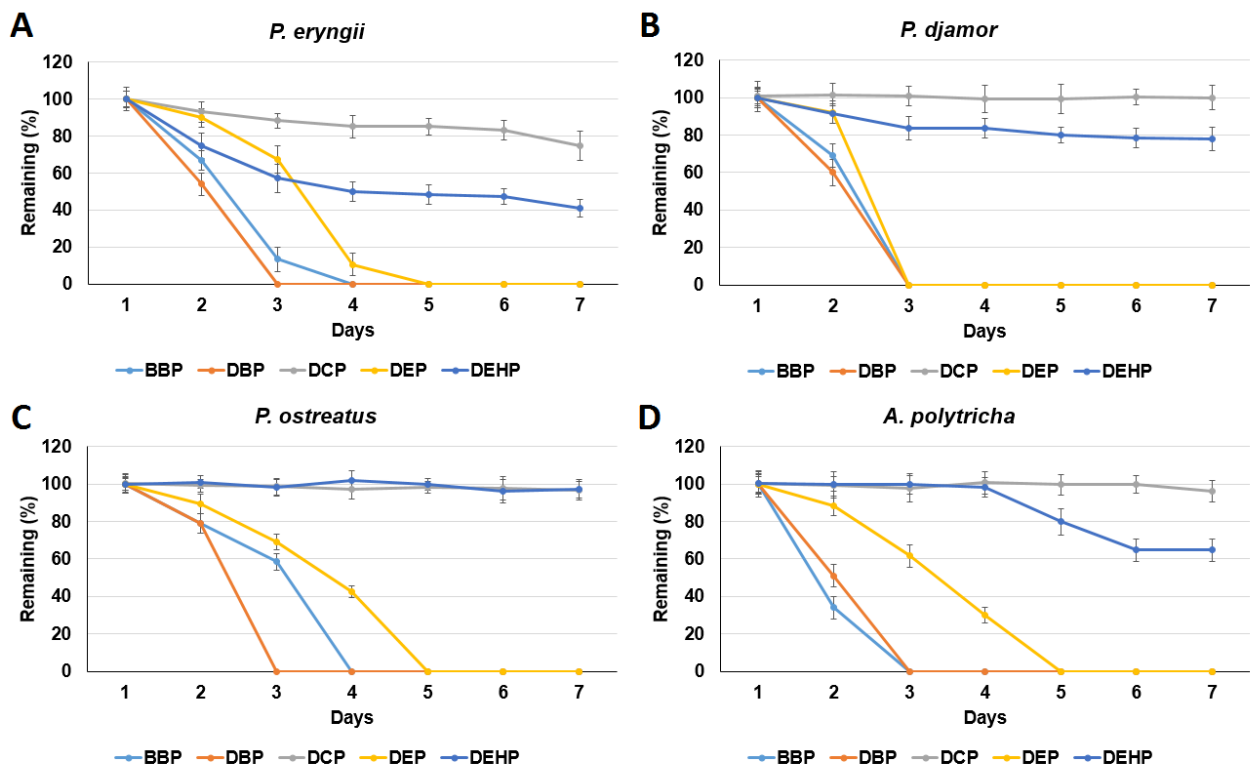 A
P. eryngii
120
100
80
60
40
20
0
Remaining (%)
1 2 3 4 5 6 7
Days
BBP DBP DCP DEP DEHP
B
P. djamor
120
100
80
60
40
20
0
Remaining (%)
1 2 3 4 5 6 7
Days
BBP DBP DCP DEP DEHP
C
P. ostreatus
120
100
80
60
40
20
0
Remaining (%)
1 2 3 4 5 6 7
Days
BBP DBP DCP DEP DEHP
D
A. polytricha
120
100
80
60
40
20
0
Remaining (%)
1 2 3 4 5 6 7
Days
BBP DBP DCP DEP DEHP